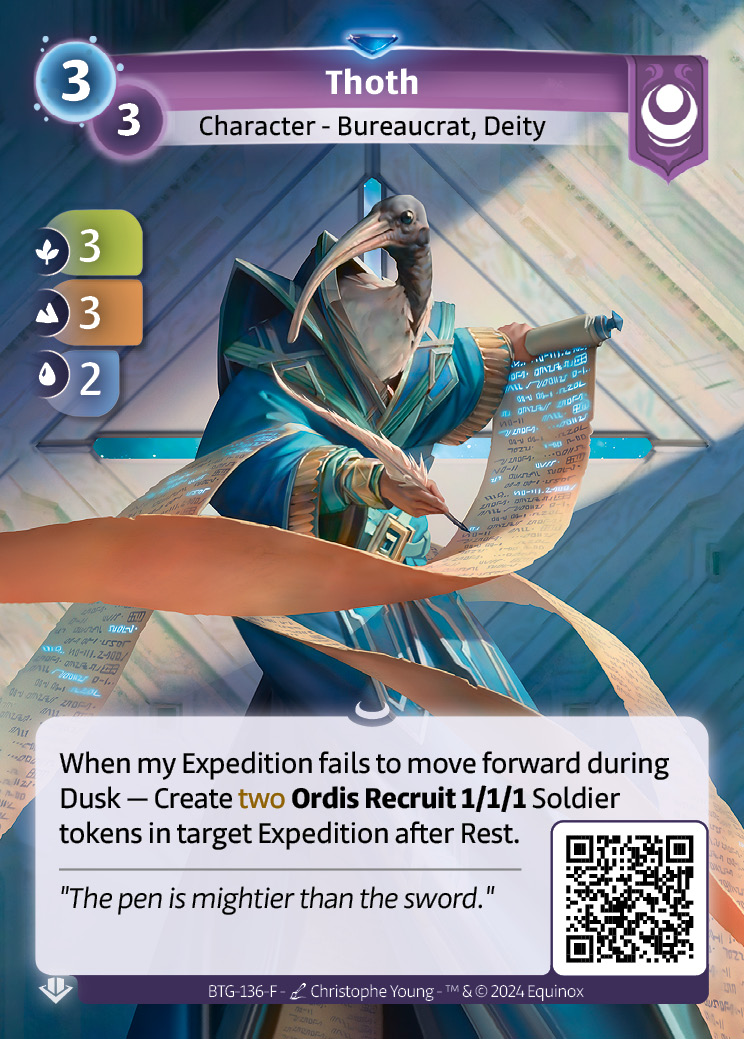 3
Thoth
3
Character - Bureaucrat, Deity
3
3
2
When my Expedition fails to move forward during
Dusk — Create two Ordis Recruit 1/1/1 Soldier
tokens in target Expedition after Rest.
"The pen is mightier than the sword."
BTG-136-F - Christophe Young - ™ & © 2024 Equinox